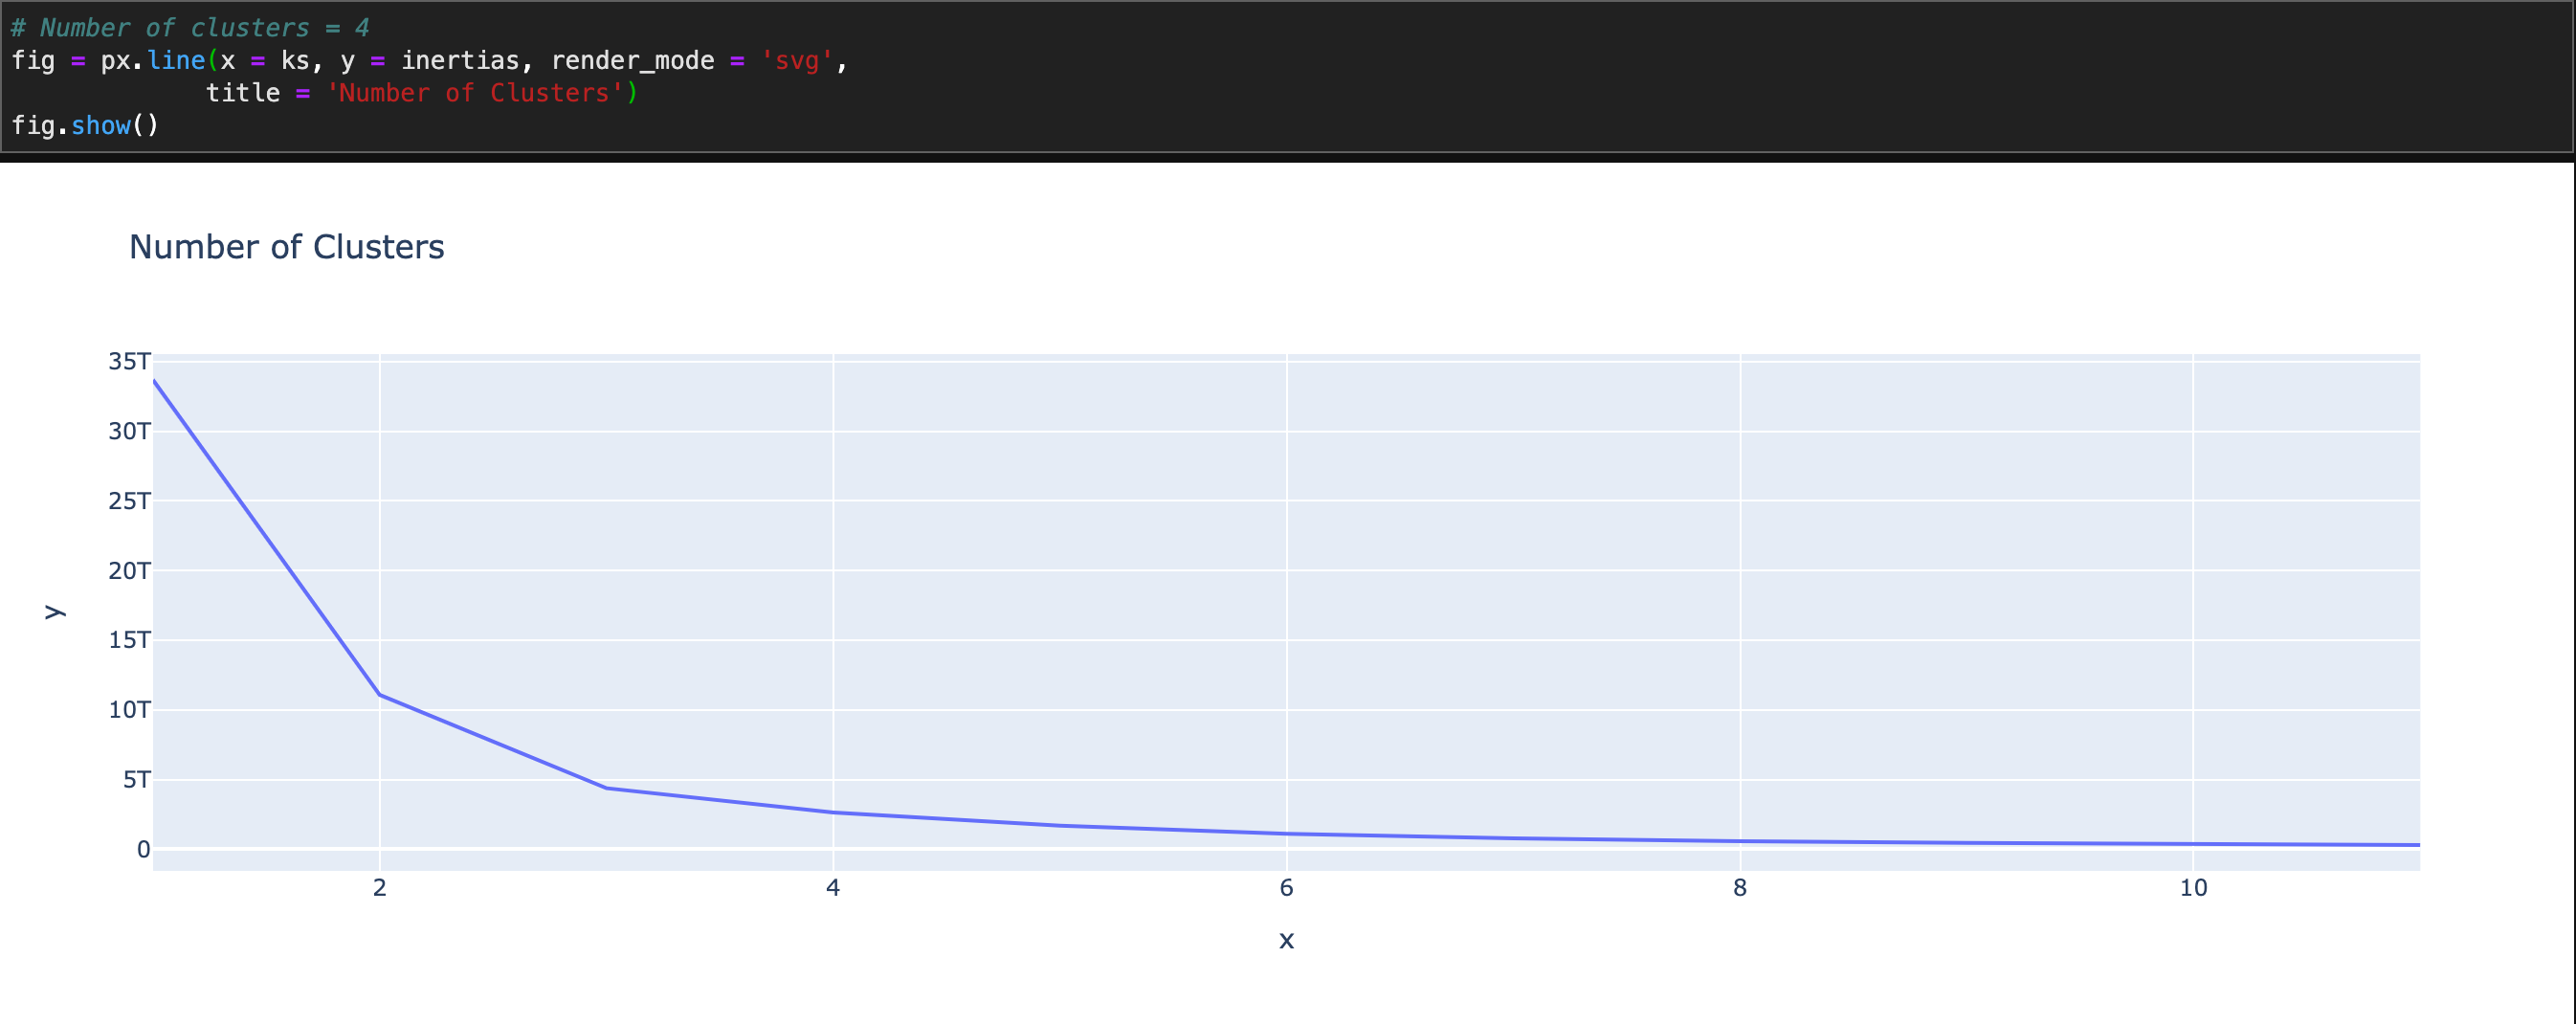 # Number of clusters = 4
fig = px.line(x = ks, y = inertias, render_mode = 'svg',
             title = 'Number of Clusters')
fig.show()
Number of Clusters
35T
30T
25T
20T
15T
10T
5T
0
y
2 4 6 8 10
x